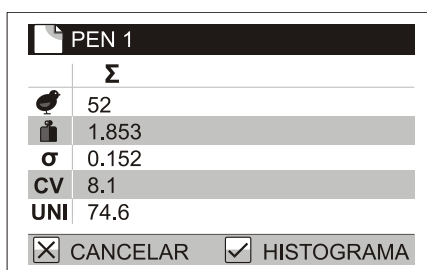 PEN 1
Σ
52
1.853
σ 0.152
CV 8.1
UNI 74.6
CANCELAR HISTOGRAMA